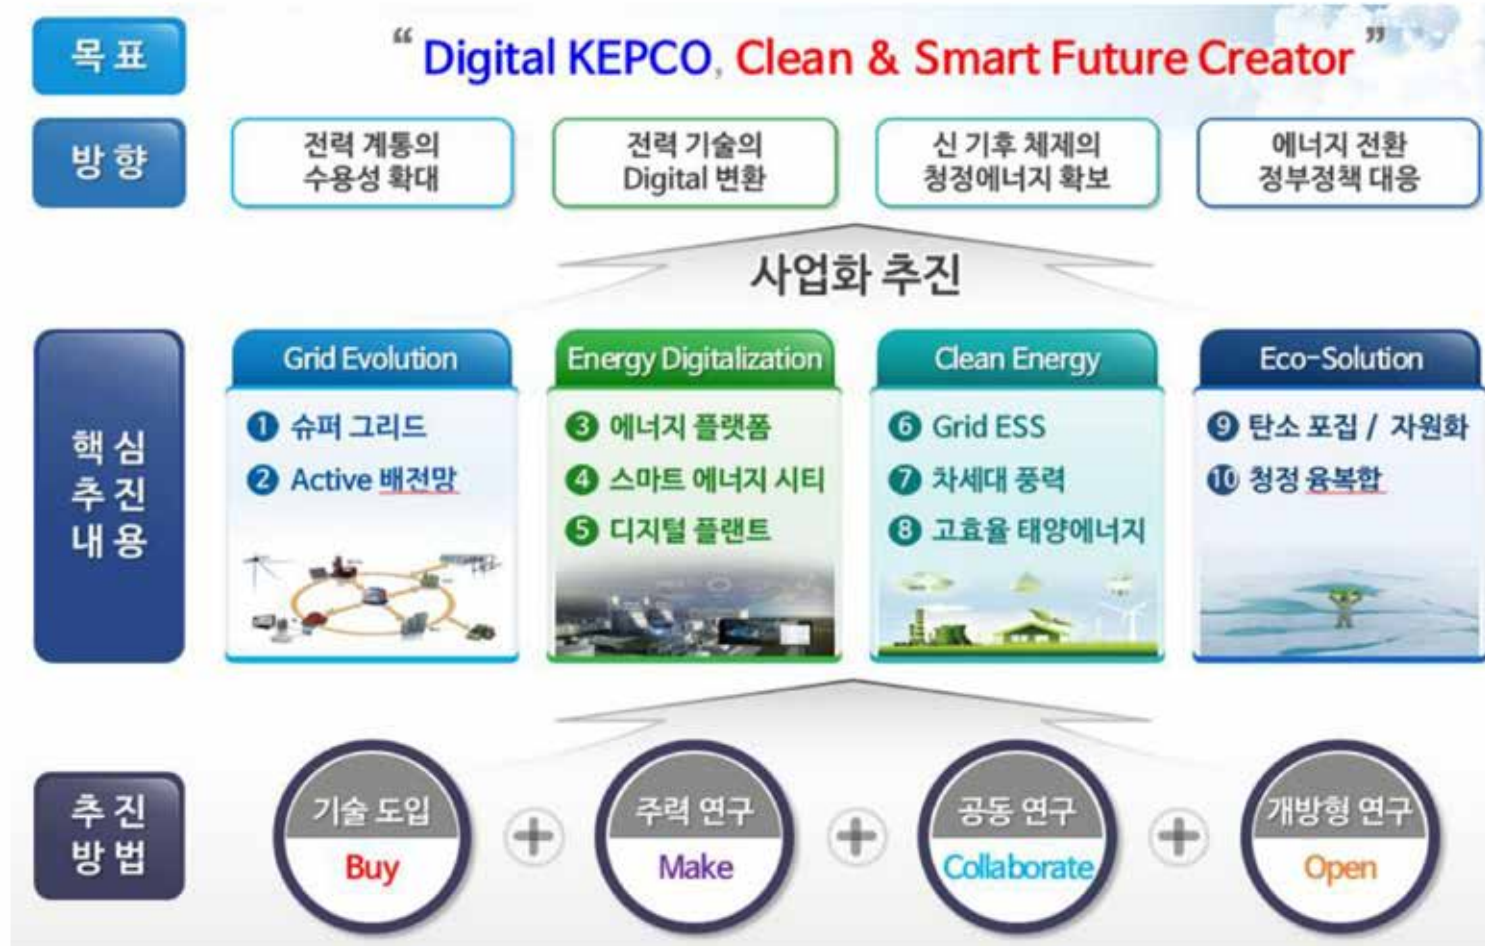 목 표
“ Digital KEPCO, Clean & Smart Future Creator ”
방 향
전력 계통의
수용성 확대
전력 기술의
Digital 변환
신 기후 체제의
청정에너지 확보
에너지 전환
정부정책 대응
사업화 추진
핵 심
추 진
내 용
Grid Evolution
❶ 슈퍼 그리드
❷ Active 배전망
Energy Digitalization
❸ 에너지 플랫폼
❹ 스마트 에너지 시티
❺ 디지털 플랜트
Clean Energy
❻ Grid ESS
❼ 차세대 풍력
❽ 고효율 태양에너지
Eco-Solution
❾ 탄소 포집 / 자원화
❿ 청정 융복합
추 진
방 법
기술 도입
Buy
+
주력 연구
Make
+
공동 연구
Collaborate
+
개방형 연구
Open